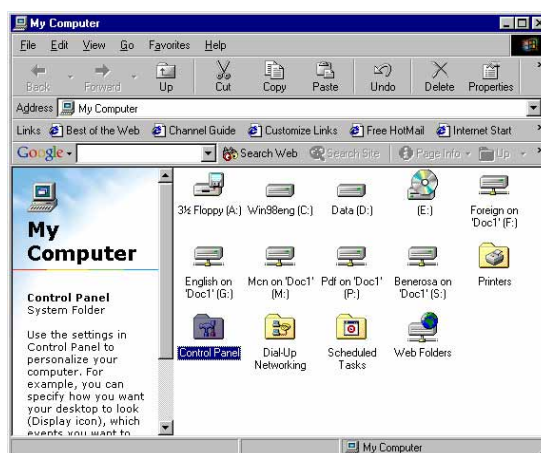 My Computer
File Edit View Go Favorites Help
Back Forward Up Cut Copy Paste Undo Delete Properties
Address My Computer
Links Best of the Web Channel Guide Customize Links Free HotMail Internet Start
Google Search Web Search Site Page Info Up
My
Computer
Control Panel
System Folder
Use the settings in
Control Panel to
personalize your
computer. For
example, you can
specify how you want
your desktop to look
(Display icon), which
events you want to
3½ Floppy (A:) Win98eng (C:) Data (D:) (E:) Foreign on
'Doc1' (F:)
English on Mcn on 'Doc1' Pdf on 'Doc1' Benerosa on Printers
'Doc1' (G:) (M:) (P:) 'Doc1' (S:)
Control Panel Dial-Up Scheduled Web Folders
Networking Tasks
My Computer